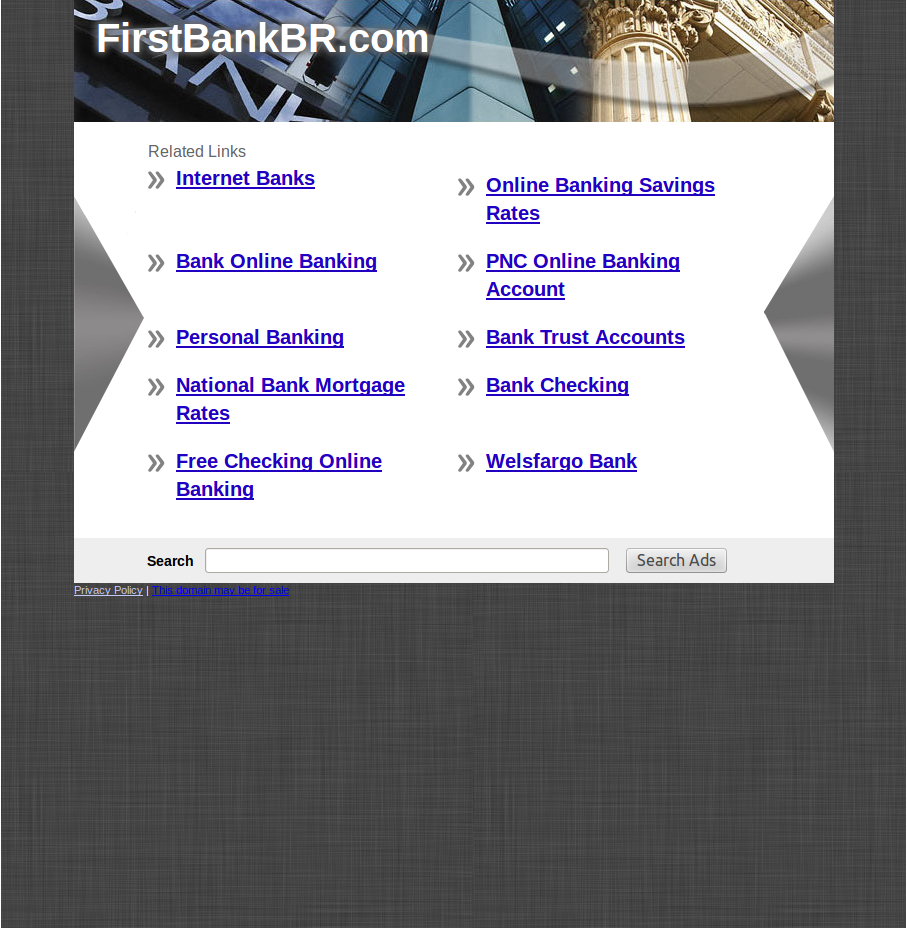 FirstBankBR.com
Related Links
Internet Banks
Online Banking Savings
Rates
Bank Online Banking
PNC Online Banking
Account
Personal Banking
Bank Trust Accounts
National Bank Mortgage
Rates
Bank Checking
Free Checking Online
Banking
Welsfargo Bank
Search
Search Ads
Privacy Policy | This domain may be for sale